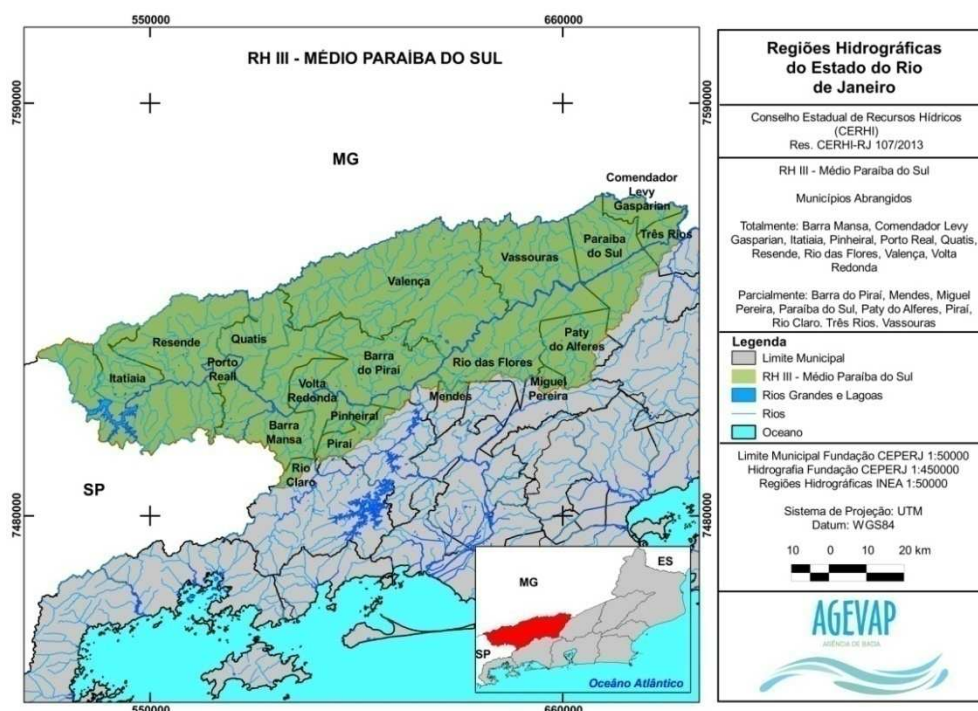 550000
660000
RH III - MÉDIO PARAÍBA DO SUL
7590000
7590000
MG
Comendador
Levy
Gasparian
Três Rios
Paraíba
do Sul
Vassouras
Valença
Resende
Quatis
Porto
Reall
Itatiaia
Barra
do Piraí
Rio das Flores
Paty
do Alferes
Volta
Redonda
Mendes
Miguel
Pereira
Pinheiral
Barra
Mansa
Piraí
Rio
Claro
SP
7480000
7480000
MG
ES
SP
Oceâno Atlântico
550000
660000
Regiões Hidrográficas
do Estado do Rio
de Janeiro
Conselho Estadual de Recursos Hídricos
(CERHI)
Res. CERHI-RJ 107/2013
RH III - Médio Paraíba do Sul
Municípios Abrangidos
Totalmente: Barra Mansa, Comendador Levy
Gasparian, Itatiaia, Pinheiral, Porto Real, Quatis,
Resende, Rio das Flores, Valença, Volta
Redonda
Parcialmente: Barra do Piraí, Mendes, Miguel
Pereira, Paraíba do Sul, Paty do Alferes, Piraí,
Rio Claro. Três Rios. Vassouras
Legenda
Limite Municipal
RH III - Médio Paraíba do Sul
Rios Grandes e Lagoas
Rios
Oceano
Limite Municipal Fundação CEPERJ 1:50000
Hidrografia Fundação CEPERJ 1:450000
Regiões Hidrográficas INEA 1:50000
Sistema de Projeção: UTM
Datum: WGS84
10 0 10 20 km
AGEVAP
AGÊNCIA DE BACIA